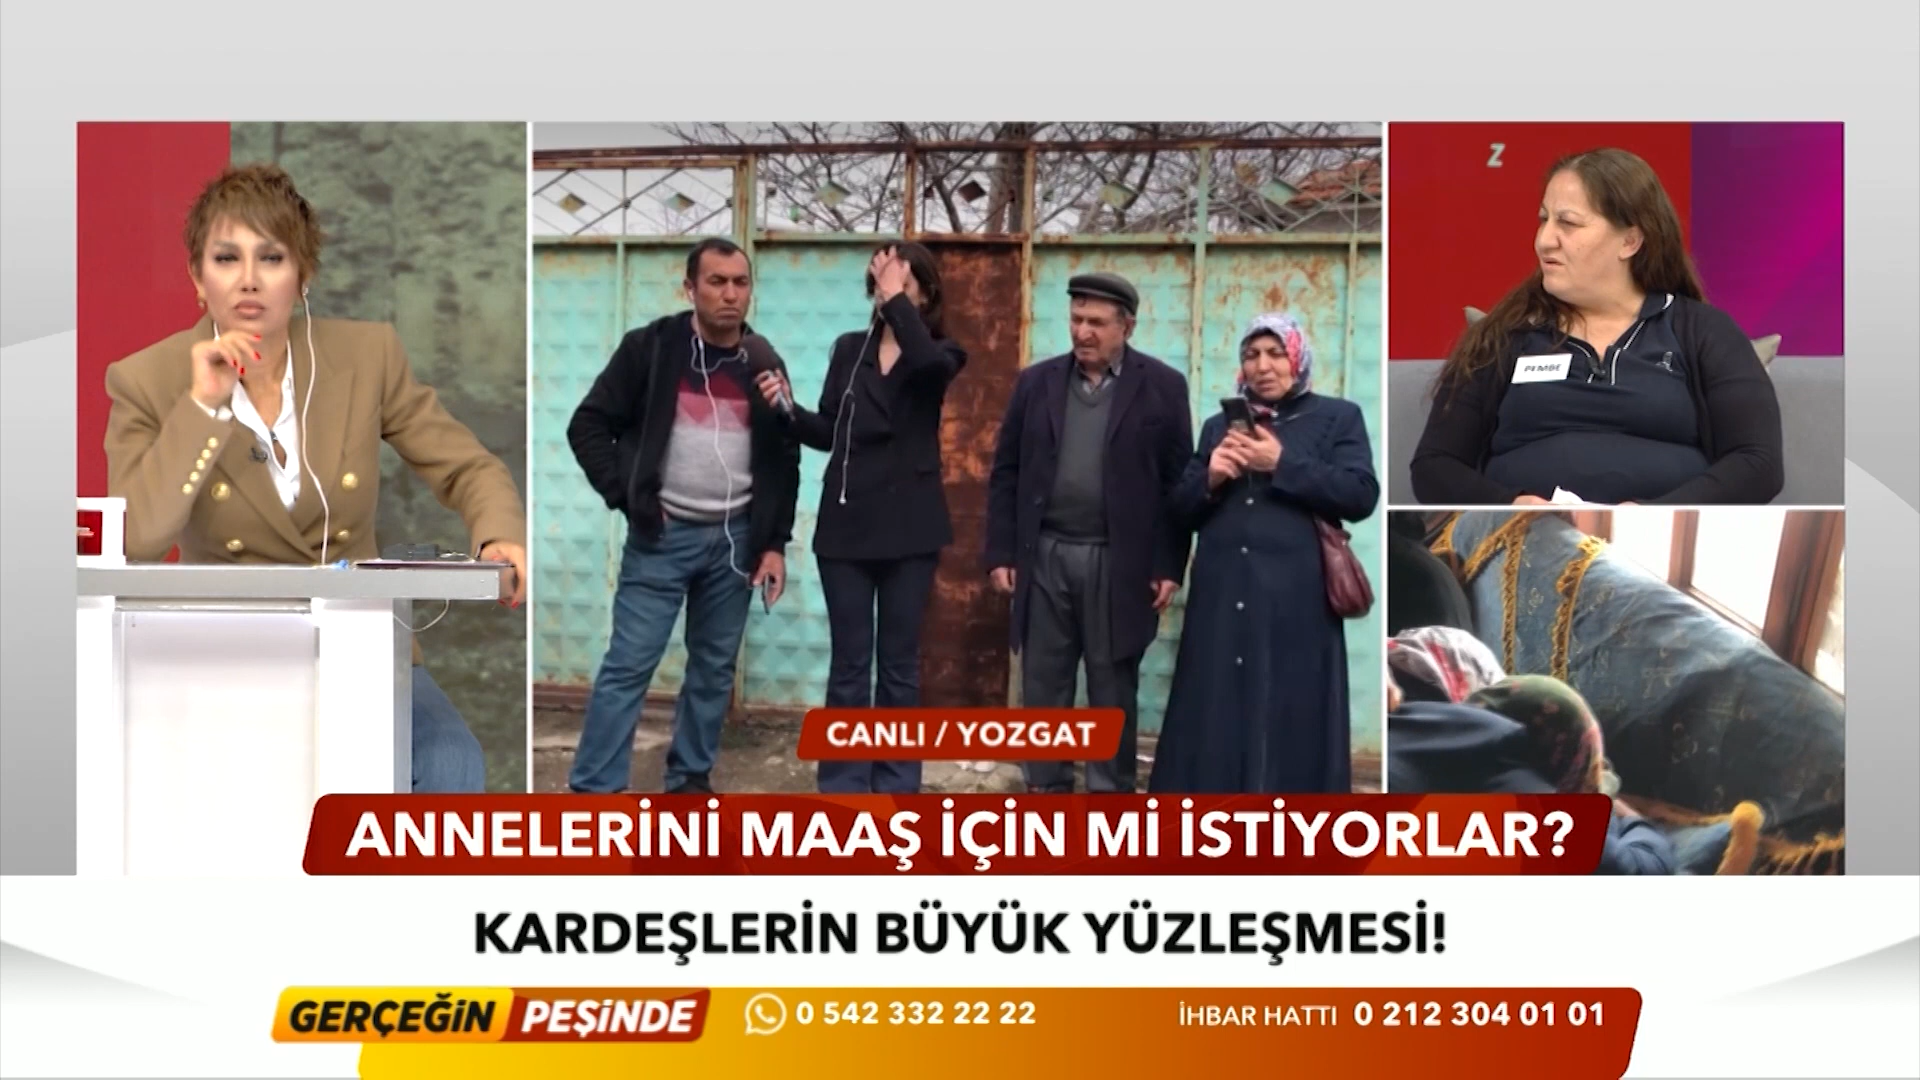 Z
PEMBE
CANLI / YOZGAT
ANNELERİNİ MAAŞ İÇİN Mİ İSTİYORLAR?
KARDEŞLERİN BÜYÜK YÜZLEŞMESİ!
GERÇEĞİN PEŞİNDE
0 542 332 22 22
İHBAR HATTI 0 212 304 01 01